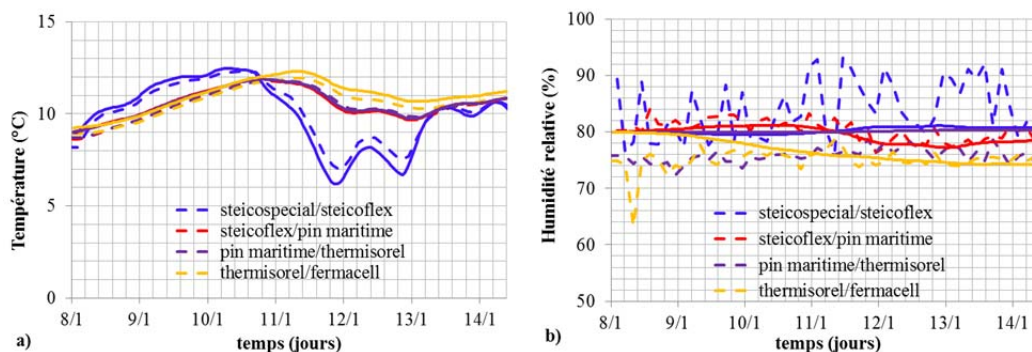 15
10
5
0
Température (°C)
steicospecial/steicoflex
steicoflex/pin maritime
pin maritime/thermisorel
thermisorel/fermacell
8/1 9/1 10/1 11/1 12/1 13/1 14/1
a)
temps (jours)
100
90
80
70
60
50
Humidité relative (%)
steicospecial/steicoflex
steicoflex/pin maritime
pin maritime/thermisorel
thermisorel/fermacell
8/1 9/1 10/1 11/1 12/1 13/1 14/1
b)
temps (jours)